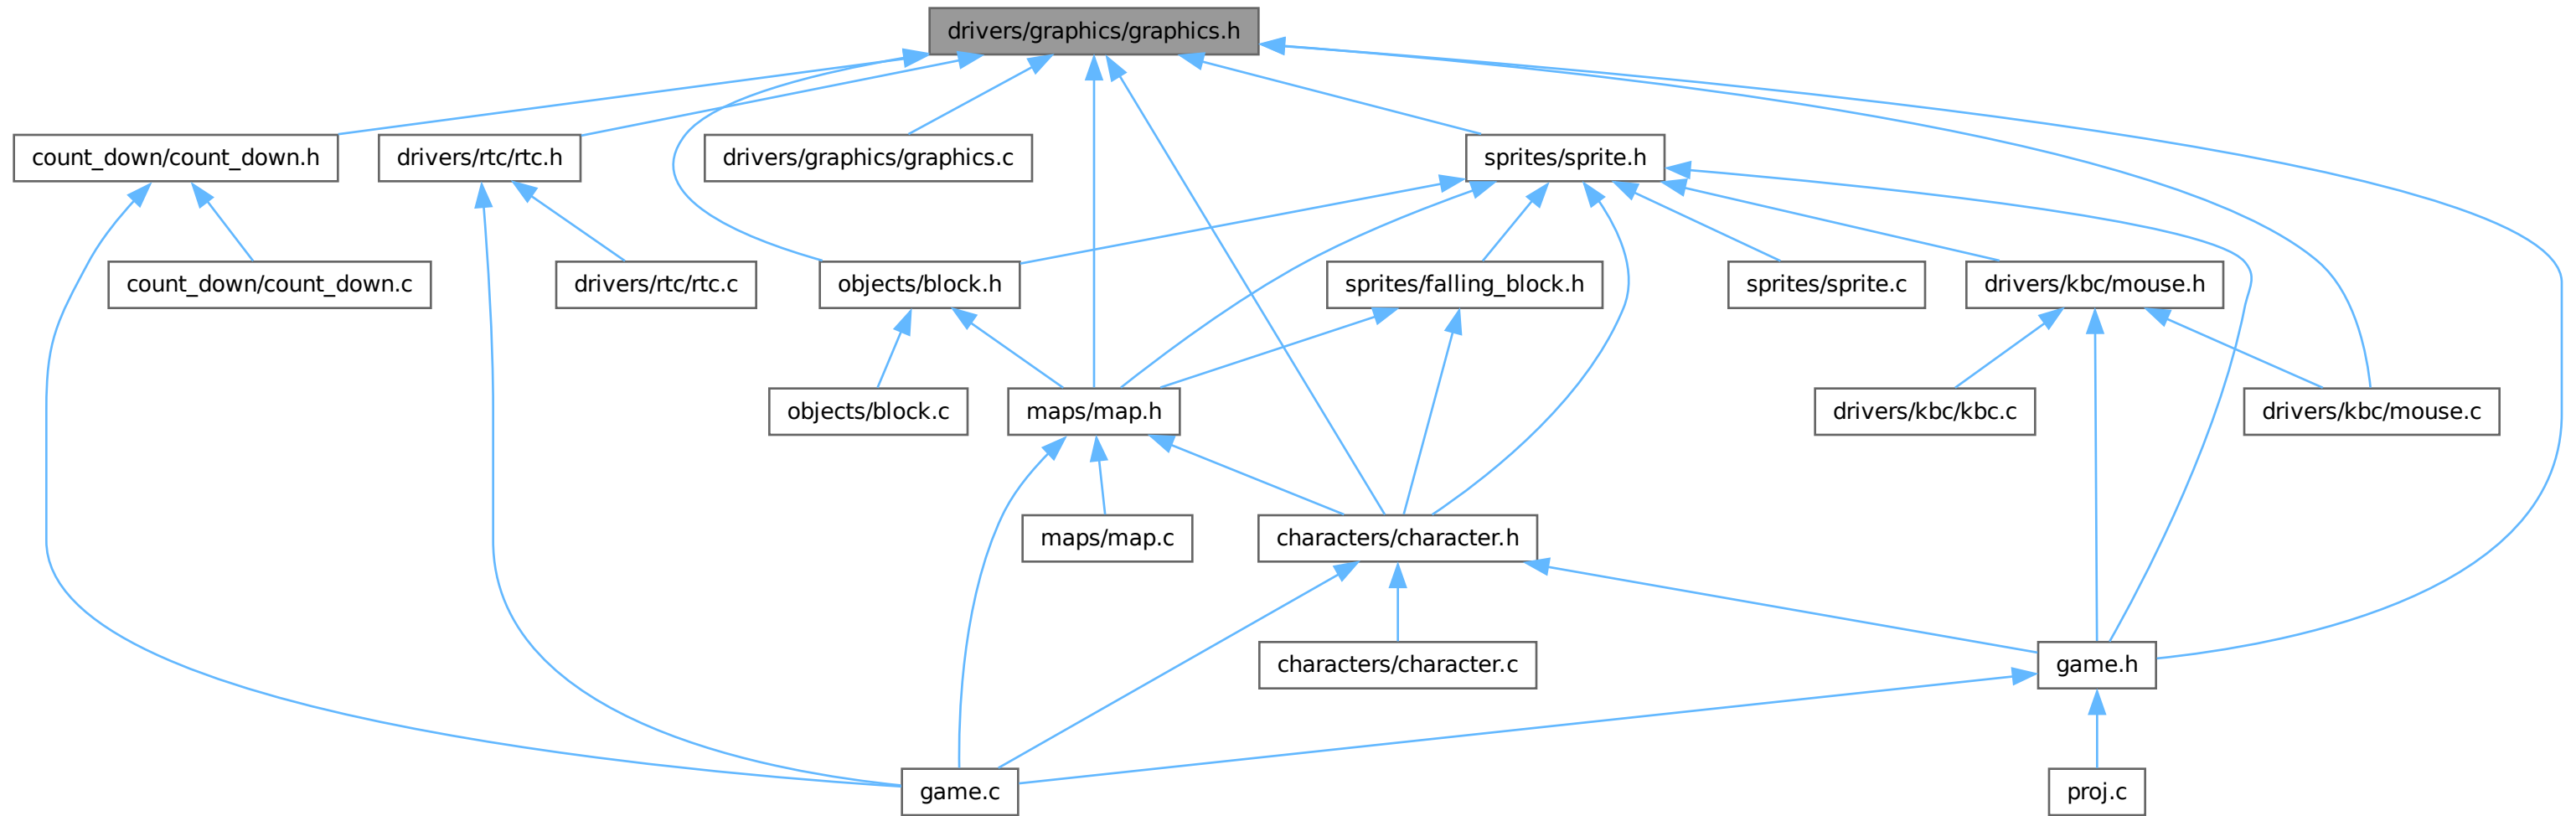 drivers/graphics/graphics.h
count_down/count_down.h
drivers/rtc/rtc.h
drivers/graphics/graphics.c
sprites/sprite.h
count_down/count_down.c
drivers/rtc/rtc.c
objects/block.h
sprites/falling_block.h
sprites/sprite.c
drivers/kbc/mouse.h
objects/block.c
maps/map.h
drivers/kbc/kbc.c
drivers/kbc/mouse.c
maps/map.c
characters/character.h
characters/character.c
game.h
game.c
proj.c